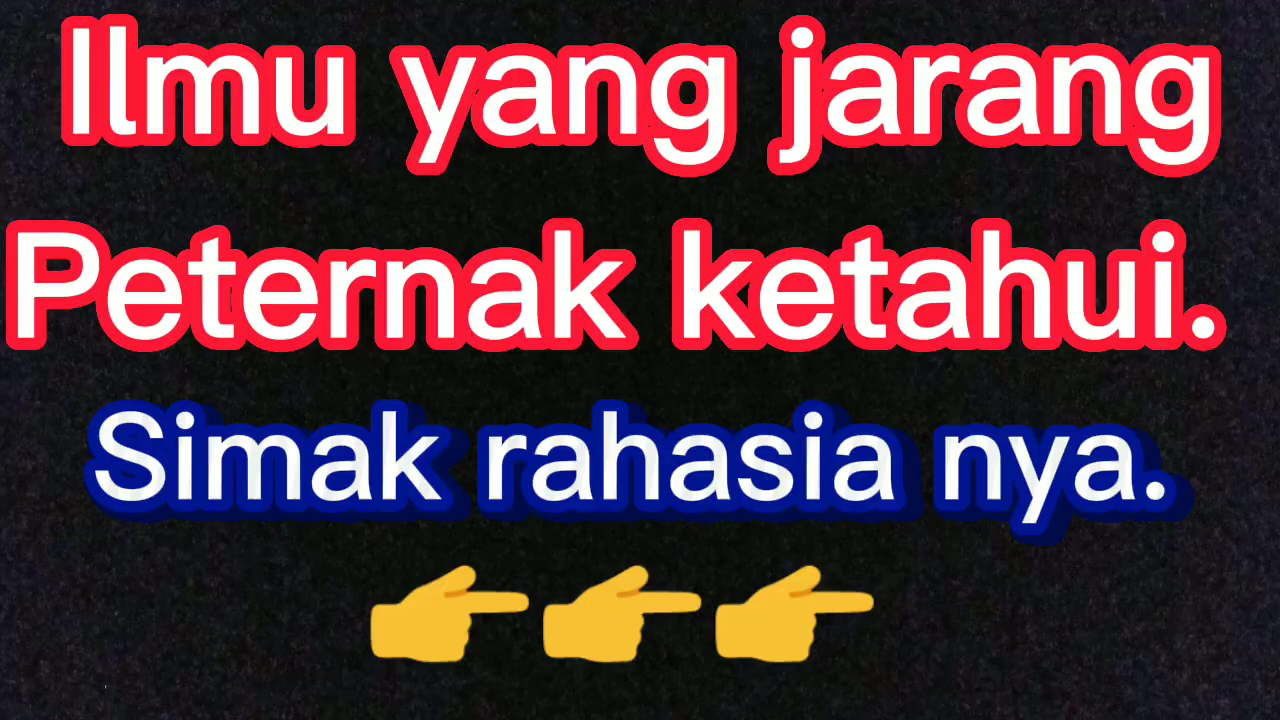 Ilmu yang jarang
Peternak ketahui.
Simak rahasia nya.
👉👉👉